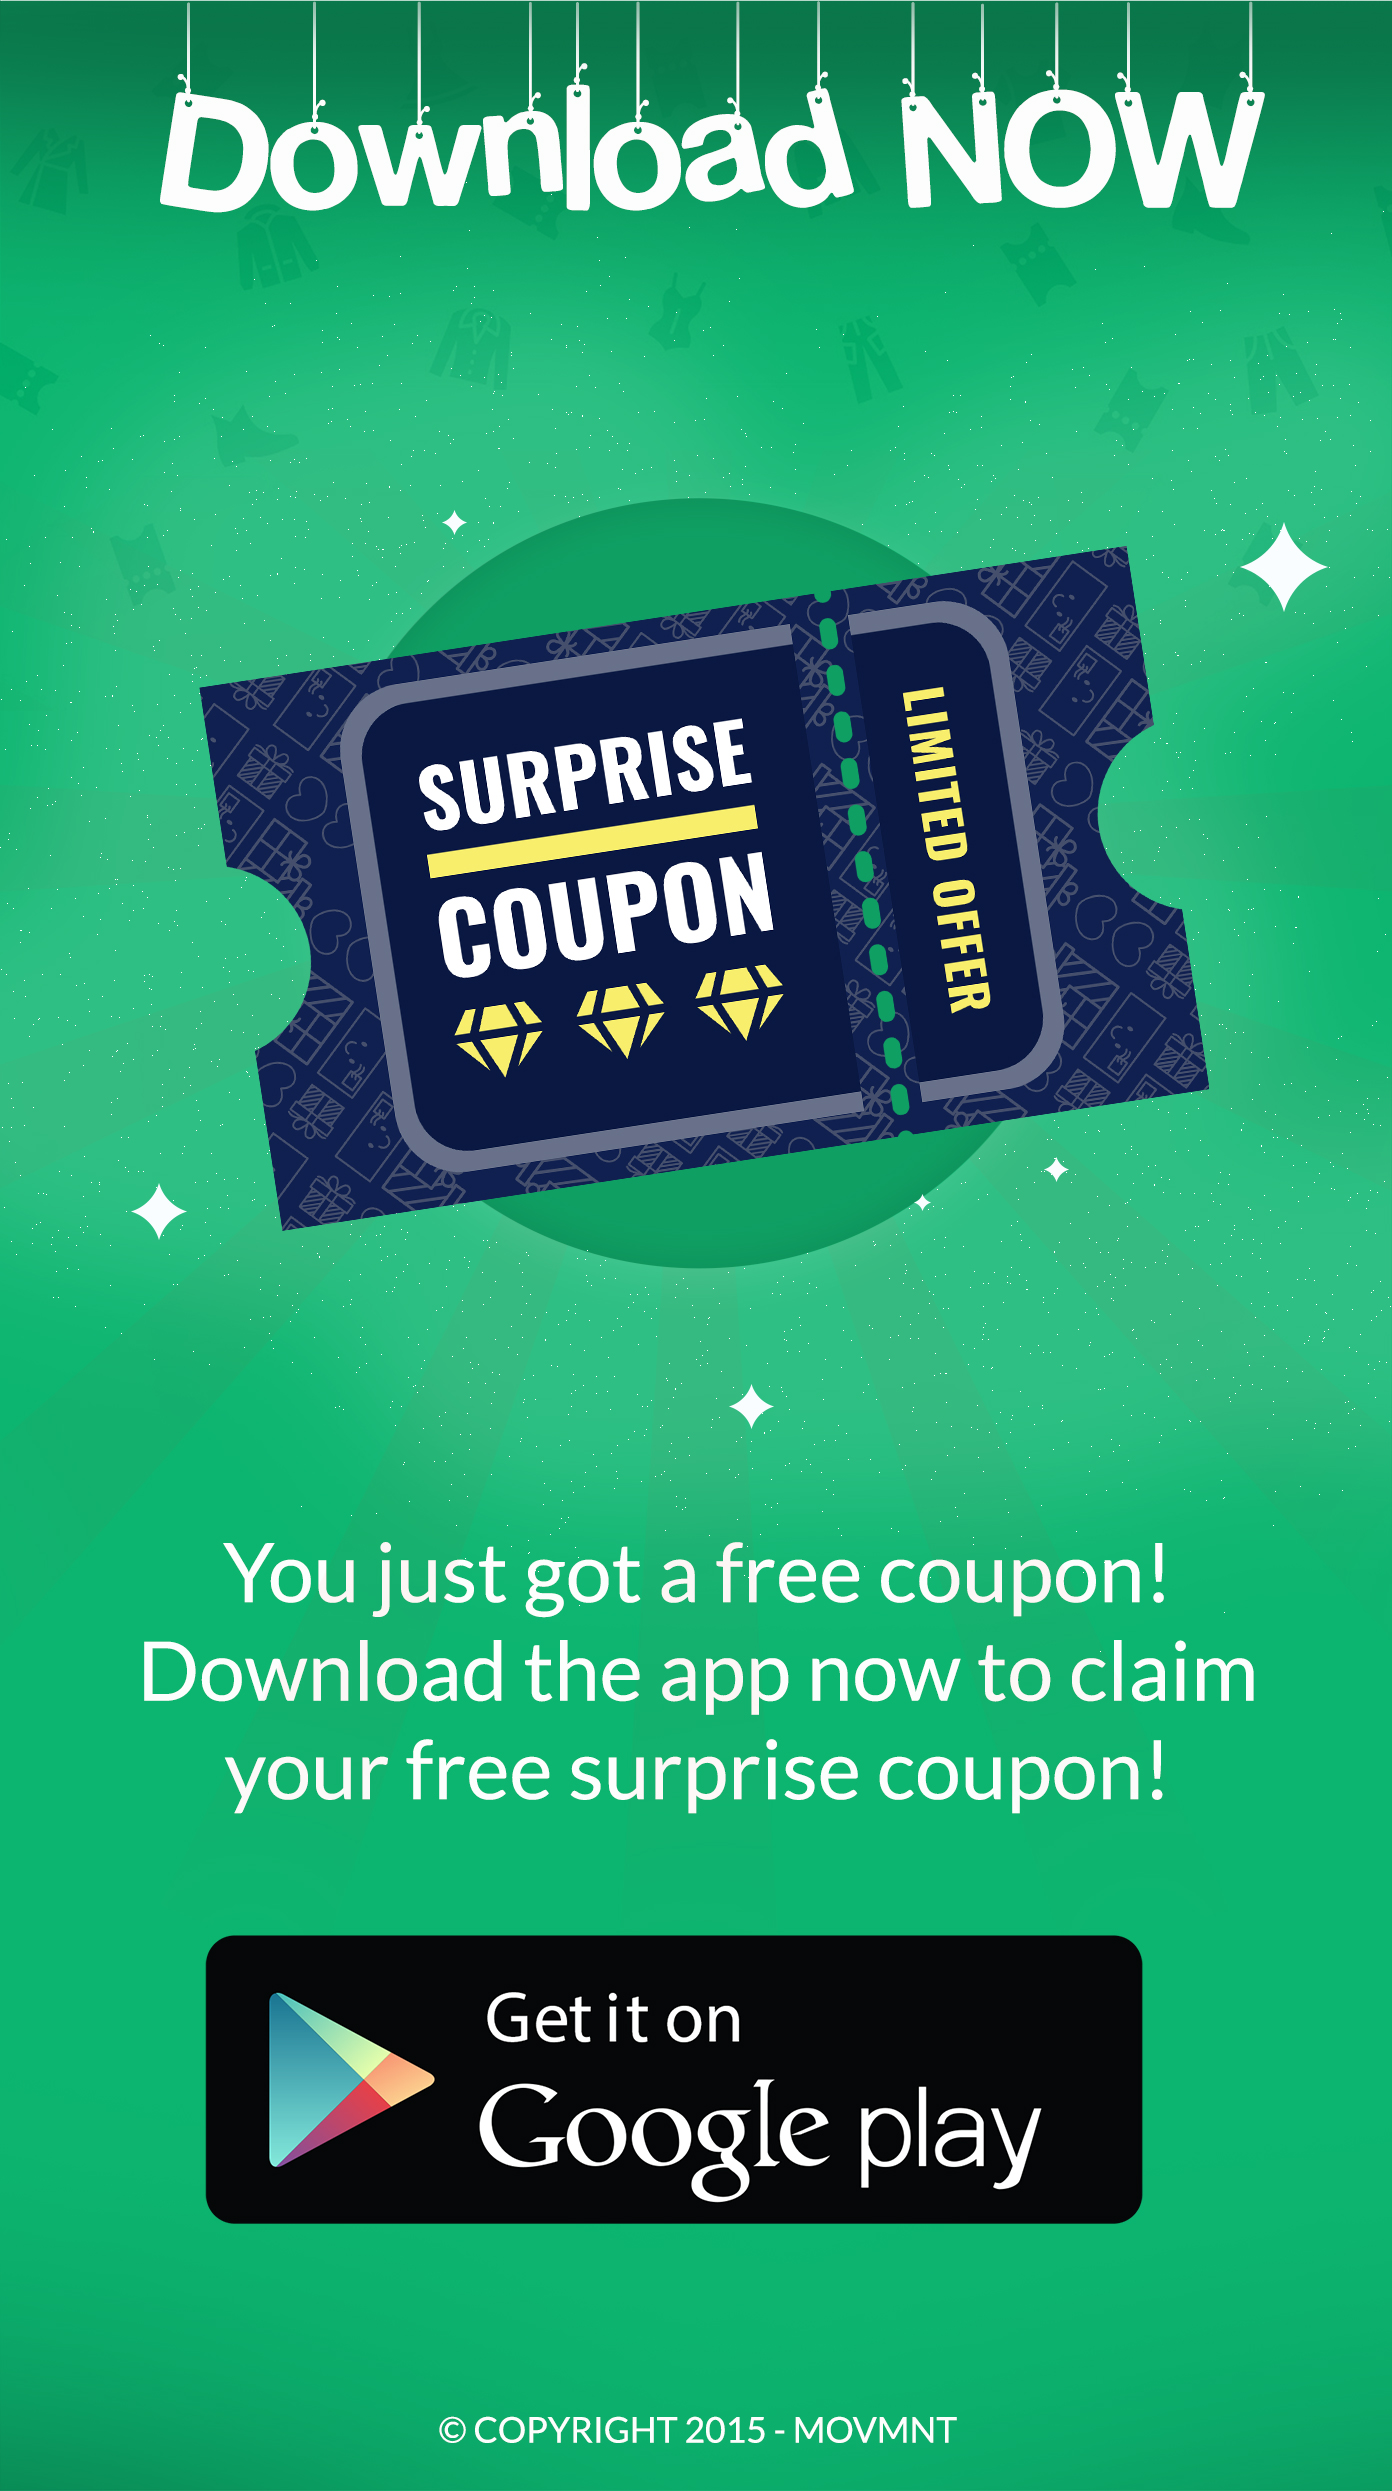 Download NOW
SURPRISE
COUPON
LIMITED OFFER
You just got a free coupon!
Download the app now to claim
your free surprise coupon!
Get it on
Google play
© COPYRIGHT 2015 - MOVMNT